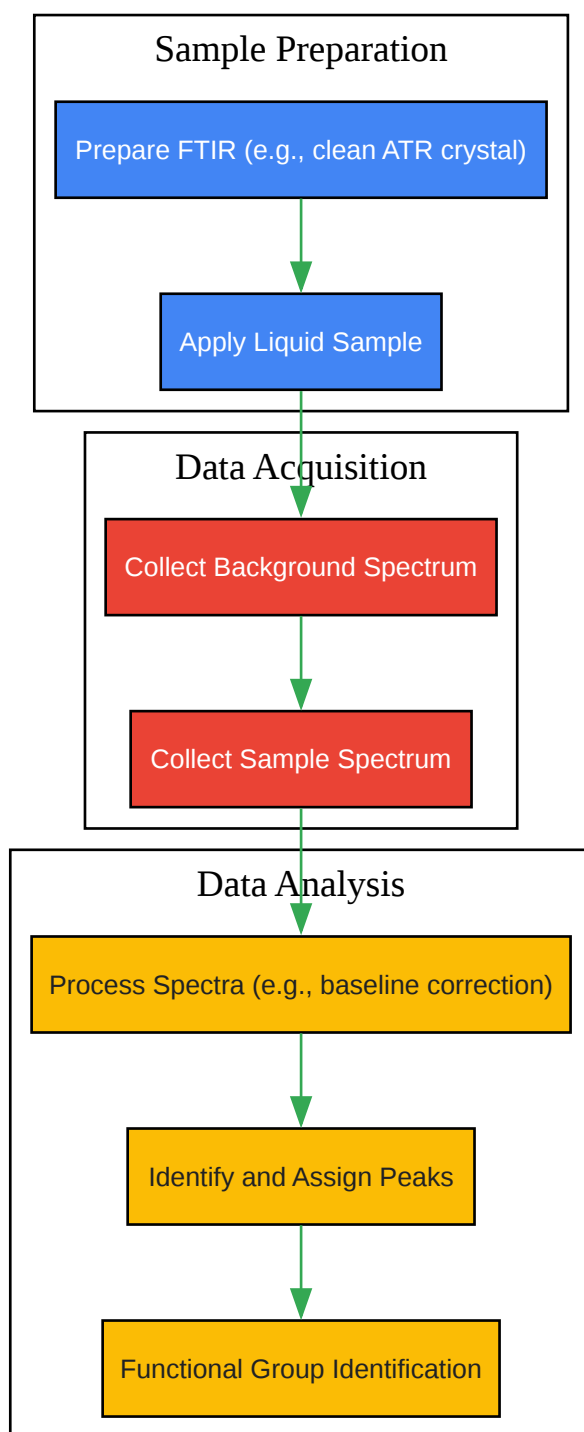 Sample Preparation
Prepare FTIR (e.g., clean ATR crystal)
Apply Liquid Sample
Data Acquisition
Collect Background Spectrum
Collect Sample Spectrum
Data Analysis
Process Spectra (e.g., baseline correction)
Identify and Assign Peaks
Functional Group Identification